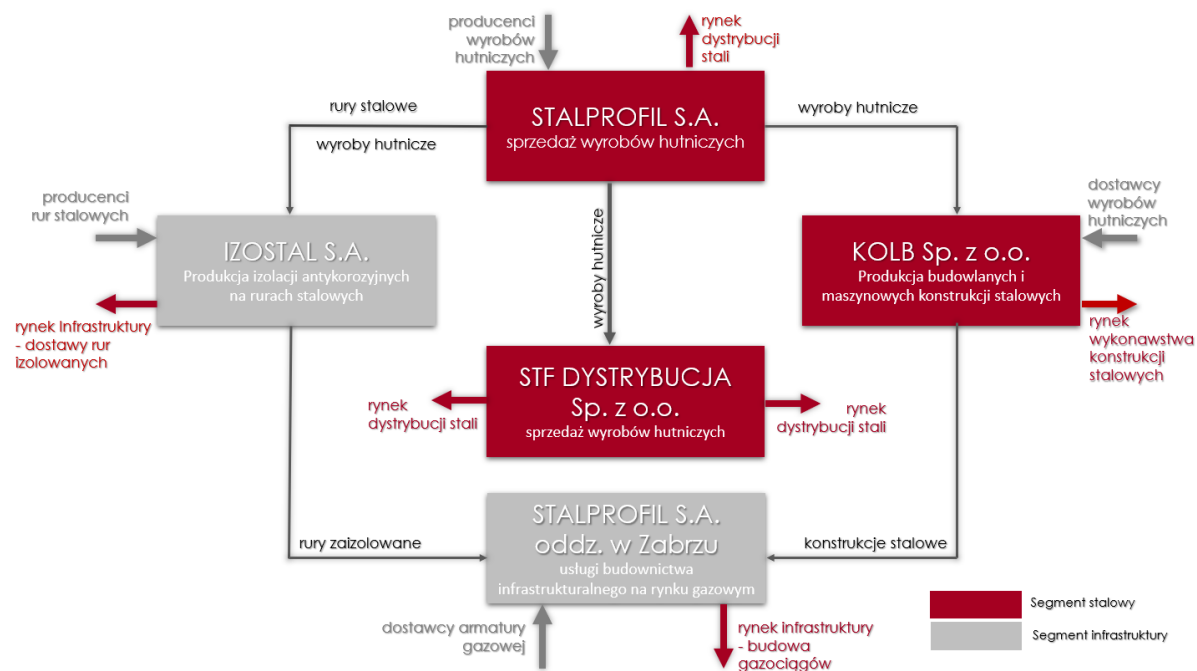 producenci
wyrobów
hutniczych
rynek
dystrybucji
stali
STALPROFIL S.A.
sprzedaż wyrobów hutniczych
rury stalowe
wyroby hutnicze
wyroby hutnicze
producenci
rur stalowych
dostawcy
wyrobów
hutniczych
IZOSTAL S.A.
Produkcja izolacji antykorozyjnych
na rurach stalowych
wyroby hutnicze
KOLB Sp. z o.o.
Produkcja budowlanych i
maszynowych konstrukcji stalowych
rynek Infrastruktury
- dostawy rur
izolowanych
rynek
wykonawstwa
konstrukcji
stalowych
STF DYSTRYBUCJA
Sp. z o.o.
sprzedaż wyrobów hutniczych
rynek
dystrybucji stali
rynek
dystrybucji stali
STALPROFIL S.A.
oddz. w Zabrzu
usługi budownictwa
infrastrukturalnego na rynku gazowym
rury zaizolowane
konstrukcje stalowe
dostawcy armatury
gazowej
rynek infrastruktury
- budowa
gazociągów
Segment stalowy
Segment infrastruktury